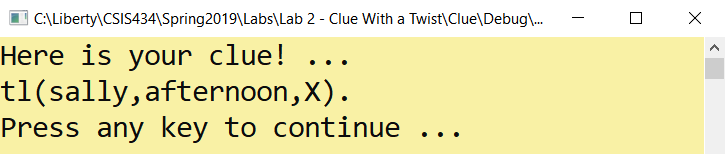 C:\Liberty\CSIS434\Spring2019\Labs\Lab 2 - Clue With a Twist\Clue\Debug\...
Here is your clue! ...
tl(sally,afternoon,X).
Press any key to continue ...